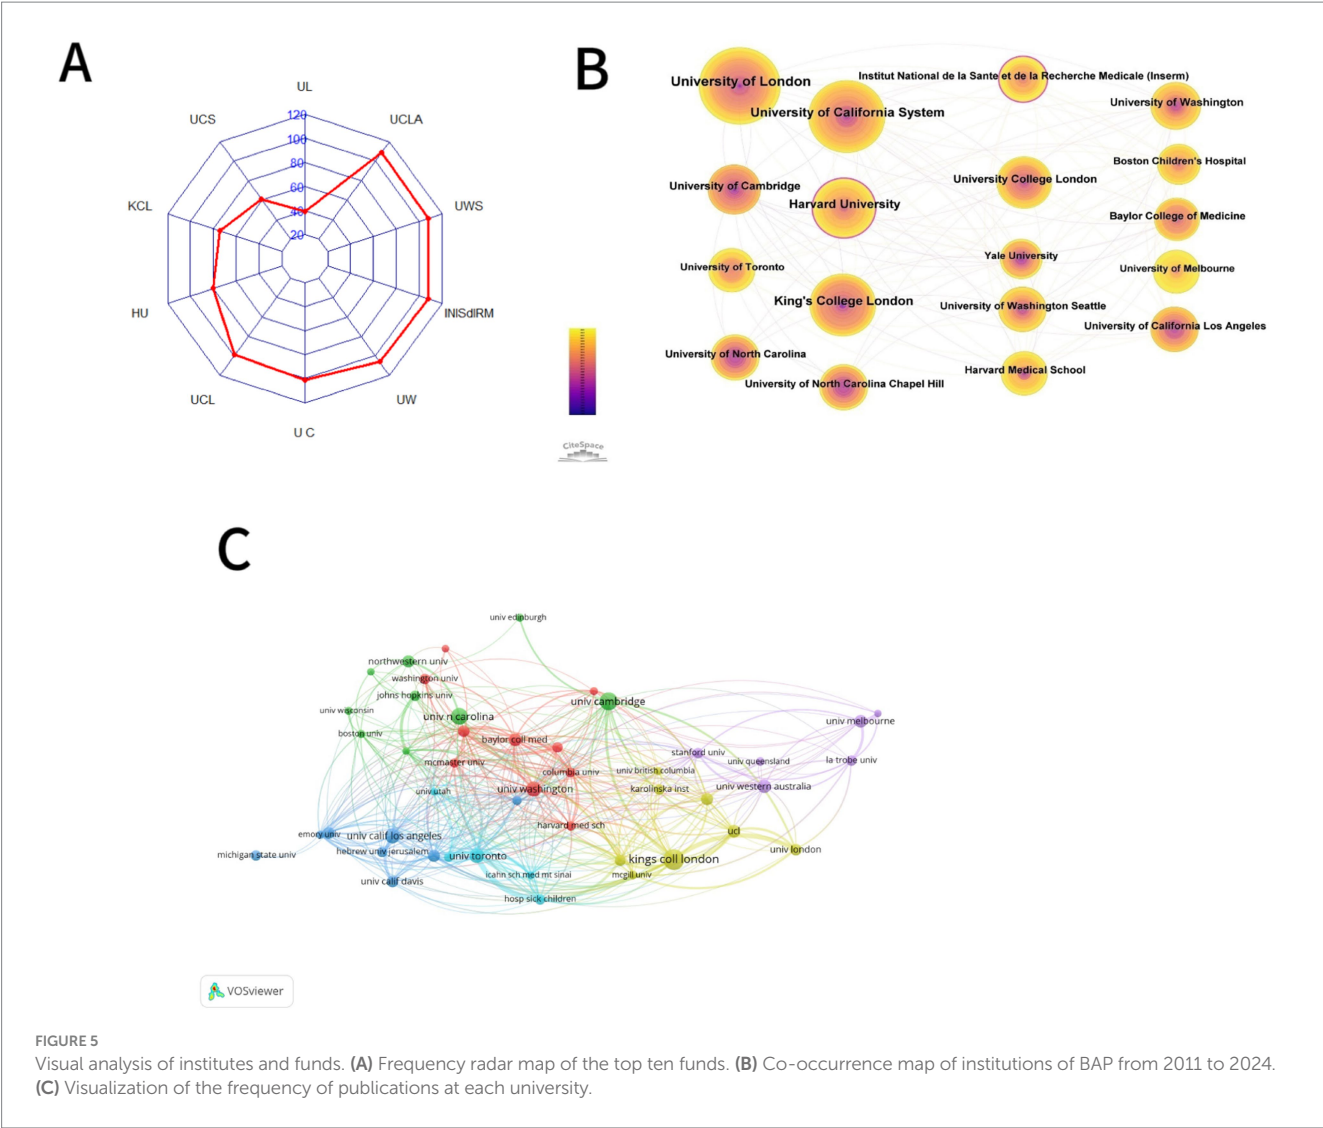 A
UL
UCLA
UWS
INISdIRM
UW
U C
UCL
HU
KCL
UCS
120
100
80
60
40
20
B
University of London
University of California System
Institut National de la Sante et de la Recherche Medicale (Inserm)
University of Washington
Boston Children's Hospital
University College London
University of Cambridge
Harvard University
Baylor College of Medicine
Yale University
University of Toronto
University of Melbourne
King's College London
University of Washington Seattle
University of California Los Angeles
University of North Carolina
Harvard Medical School
University of North Carolina Chapel Hill
CiteSpace
C
univ edinburgh
northwestern univ
washington univ
johns hopkins univ
univ cambridge
univ wisconsin
univ n carolina
univ melbourne
boston univ
baylor coll med
stanford univ
mcmaster univ
columbia univ
univ british columbia
univ queensland
la trobe univ
univ utah
univ washington
karolinska inst
univ western australia
harvard med sch
emory univ
univ calif los angeles
ucl
hebrew univ jerusalem
univ london
michigan state univ
univ toronto
kings coll london
icahn sch med mt sinai
mcgill univ
univ calif davis
hosp sick children
VOSviewer
FIGURE 5
Visual analysis of institutes and funds. (A) Frequency radar map of the top ten funds. (B) Co-occurrence map of institutions of BAP from 2011 to 2024.
(C) Visualization of the frequency of publications at each university.